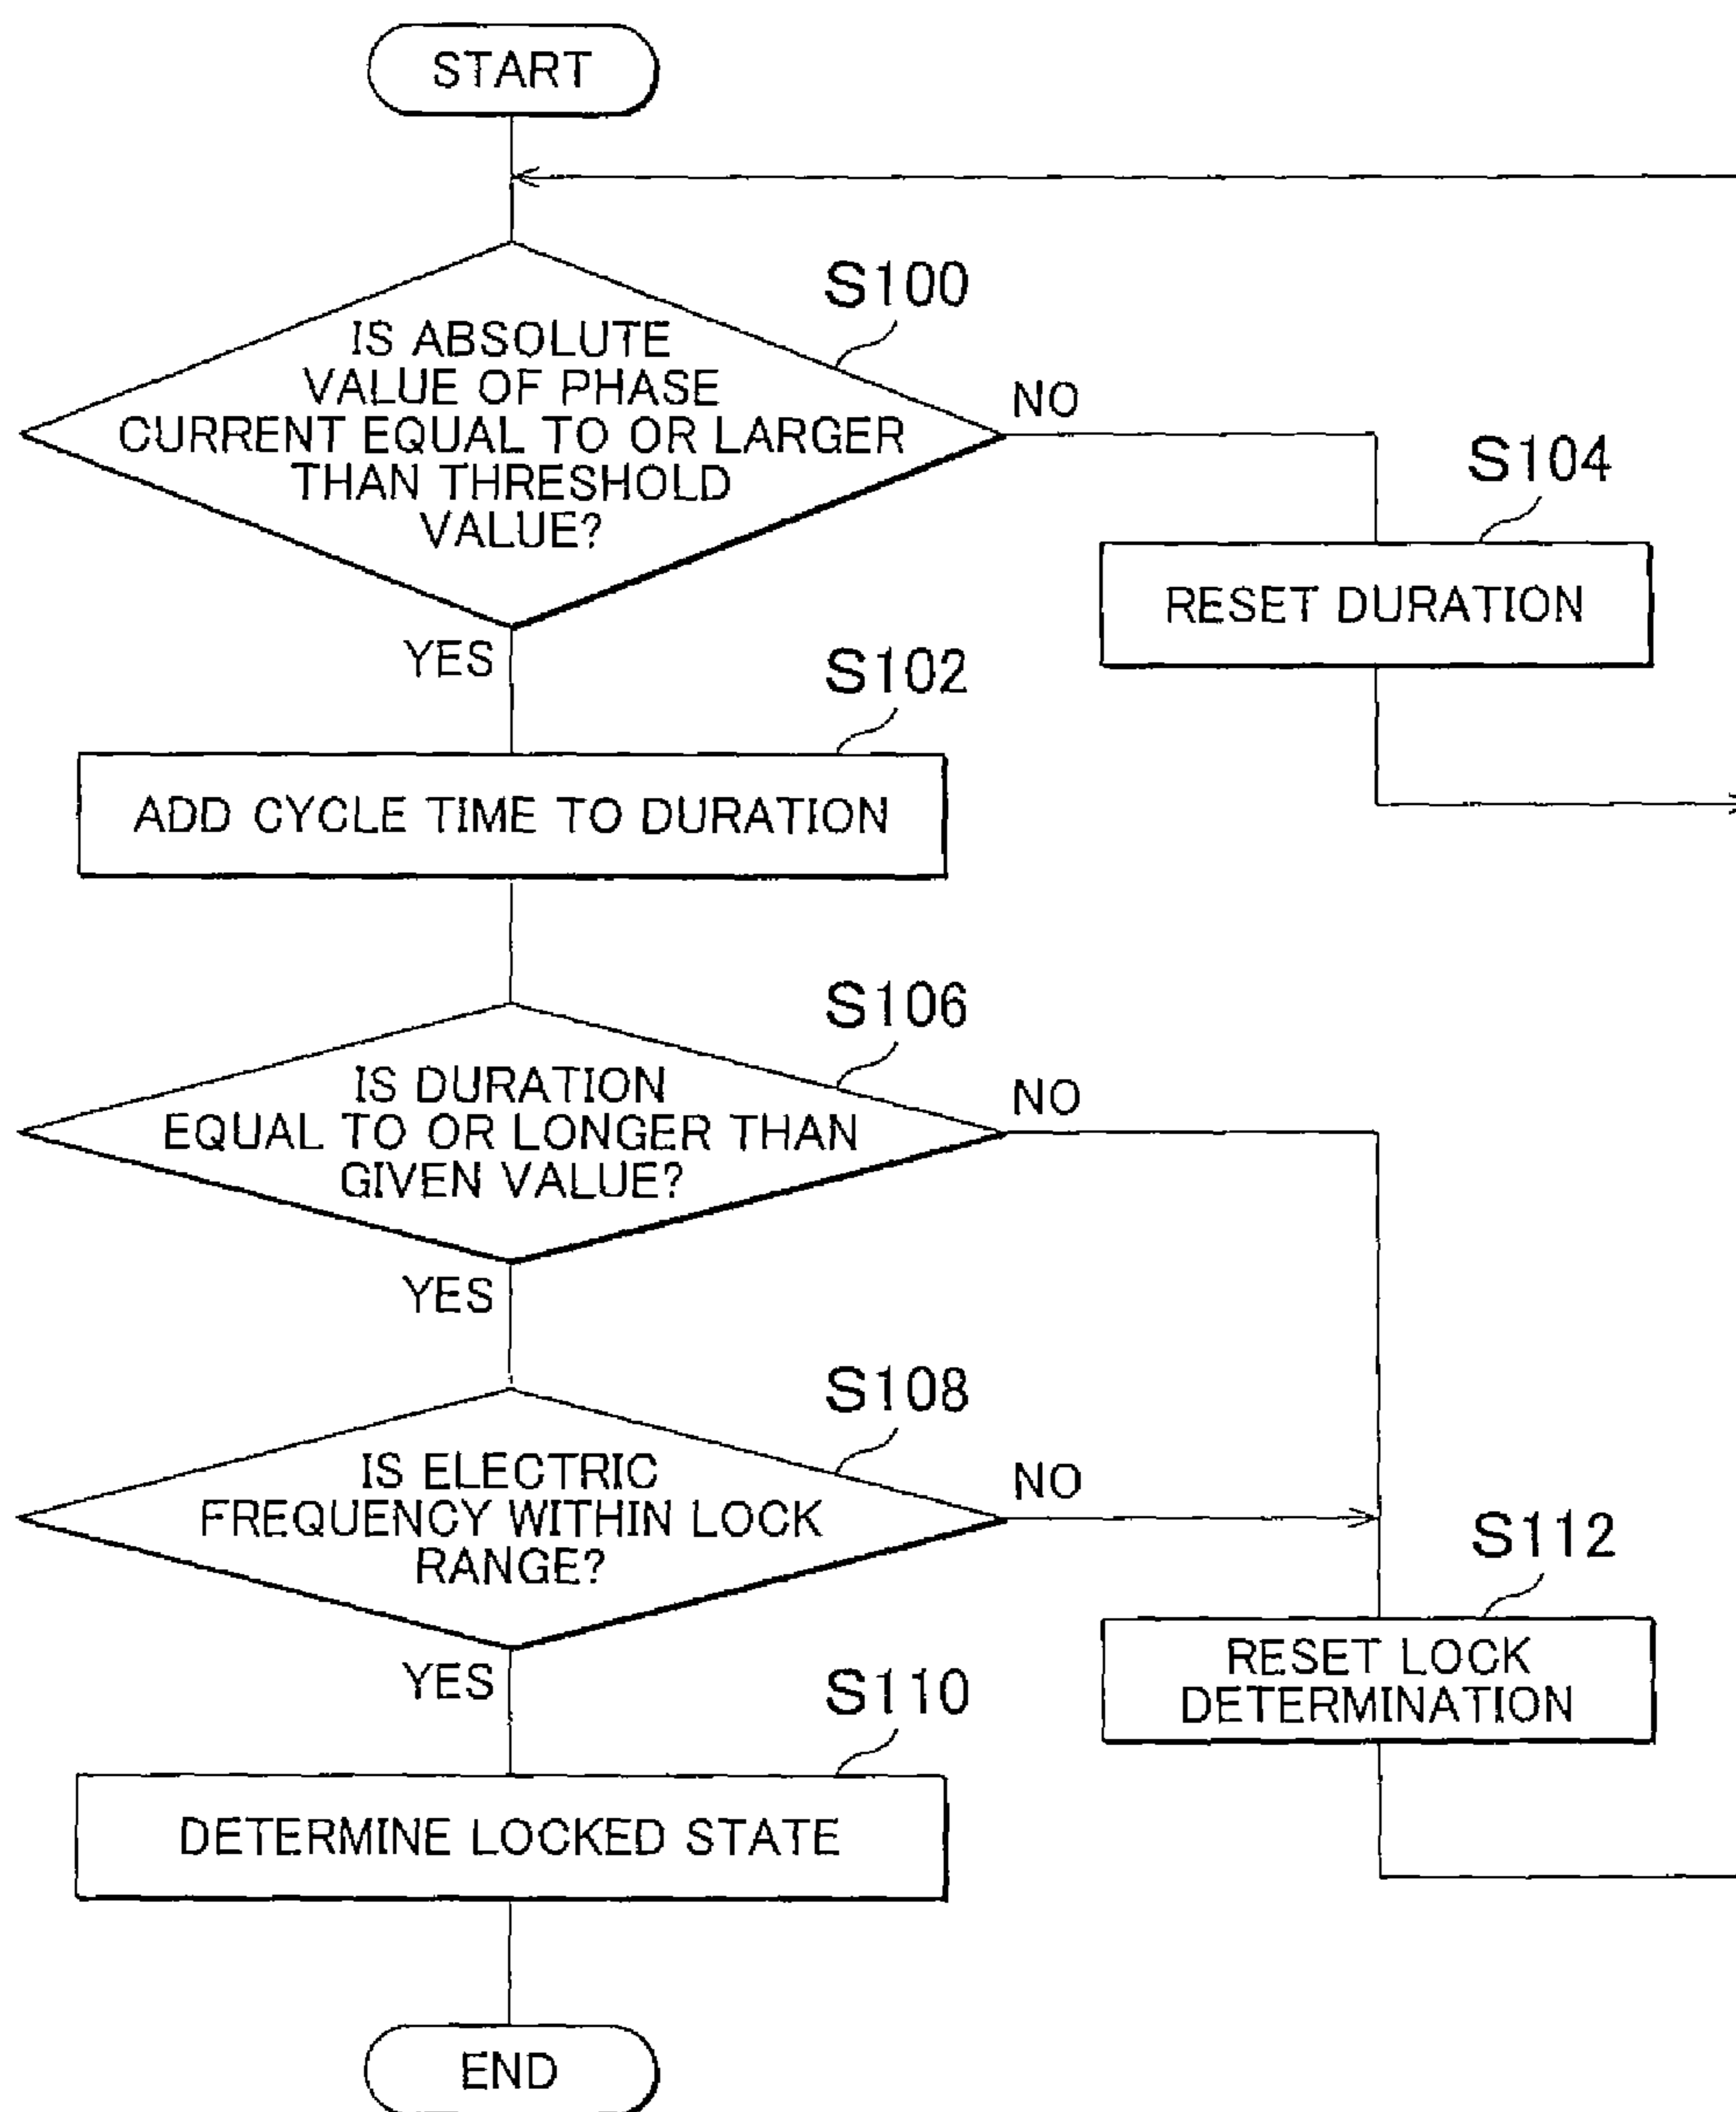 START
S100
IS ABSOLUTE
VALUE OF PHASE
CURRENT EQUAL TO OR LARGER
THAN THRESHOLD
VALUE?
NO
YES
S104
RESET DURATION
S102
ADD CYCLE TIME TO DURATION
S106
IS DURATION
EQUAL TO OR LONGER THAN
GIVEN VALUE?
NO
YES
S108
IS ELECTRIC
FREQUENCY WITHIN LOCK
RANGE?
NO
YES
S112
RESET LOCK
DETERMINATION
S110
DETERMINE LOCKED STATE
END